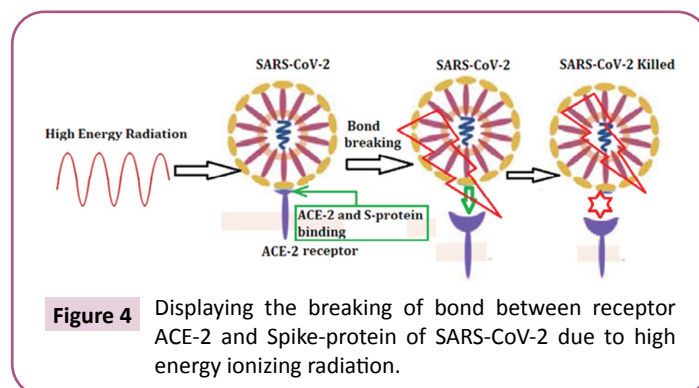 SARS-CoV-2
SARS-CoV-2
SARS-CoV-2 Killed
High Energy Radiation
Bond
breaking
ACE-2 and S-protein
binding
ACE-2 receptor
Figure 4
Displaying the breaking of bond between receptor
ACE-2 and Spike-protein of SARS-CoV-2 due to high
energy ionizing radiation.